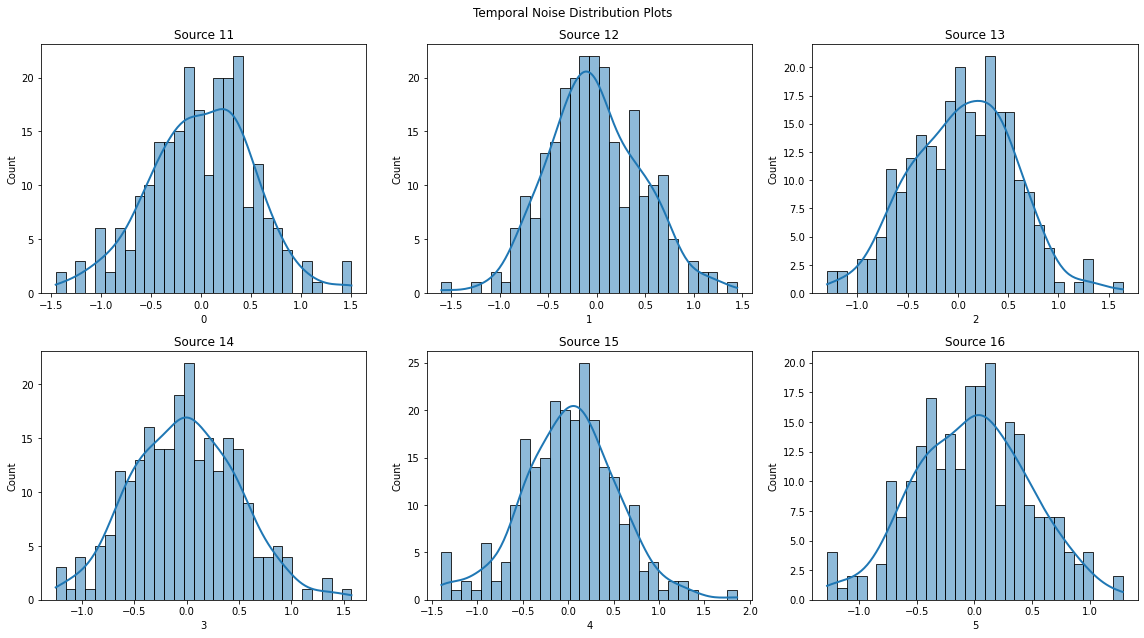 Temporal Noise Distribution Plots
Source 11
Source 12
Source 13
Count
20
15
10
5
0
−1.5 −1.0 −0.5 0.0 0.5 1.0 1.5
0
Count
20
15
10
5
0
−1.5 −1.0 −0.5 0.0 0.5 1.0 1.5
1
Count
20.0
17.5
15.0
12.5
10.0
7.5
5.0
2.5
0.0
−1.0 −0.5 0.0 0.5 1.0 1.5
2
Source 14
Source 15
Source 16
Count
20
15
10
5
0
−1.0 −0.5 0.0 0.5 1.0 1.5
3
Count
25
20
15
10
5
0
−1.5 −1.0 −0.5 0.0 0.5 1.0 1.5 2.0
4
Count
20.0
17.5
15.0
12.5
10.0
7.5
5.0
2.5
0.0
−1.0 −0.5 0.0 0.5 1.0
5